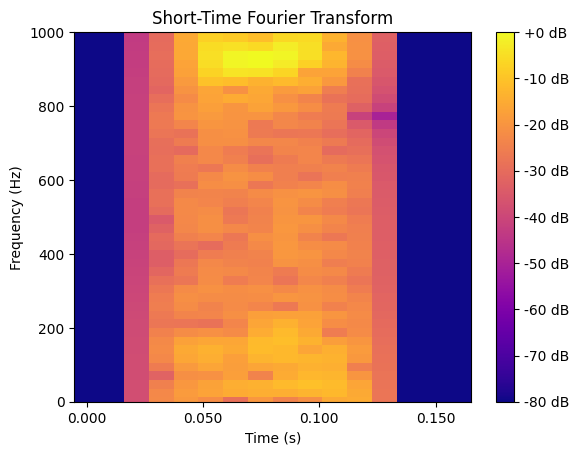 Short-Time Fourier Transform
1000
800
600
400
200
0
Frequency (Hz)
0.000
0.050
0.100
0.150
Time (s)
+0 dB
-10 dB
-20 dB
-30 dB
-40 dB
-50 dB
-60 dB
-70 dB
-80 dB